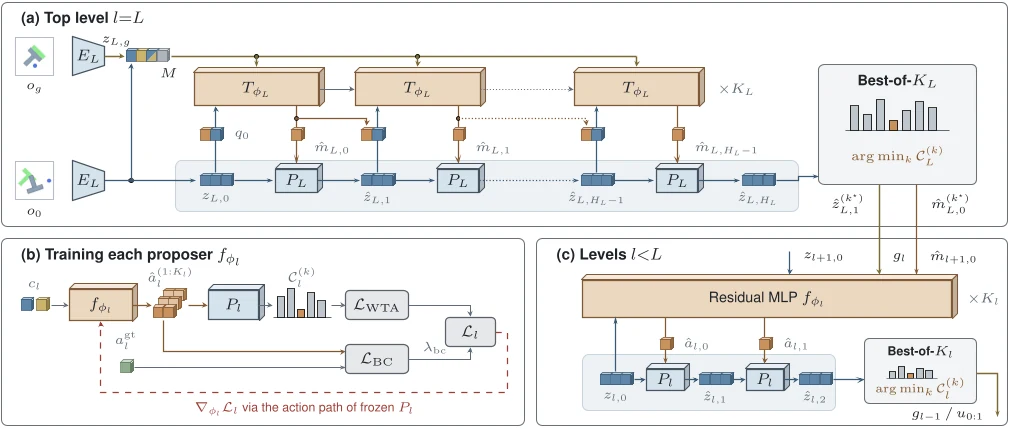 (a) Top level l=L
z_{L,g}
E_L
o_g
M
T_{ϕ_L}
T_{ϕ_L}
T_{ϕ_L}
×K_L
q_0
m̂_{L,0}
m̂_{L,1}
m̂_{L,H_L−1}
E_L
o_0
P_L
P_L
P_L
z_{L,0}
ẑ_{L,1}
ẑ_{L,H_L−1}
ẑ_{L,H_L}
Best-of-K_L
arg min_k C_L^{(k)}
ẑ_{L,1}^{(k⋆)}
m̂_{L,0}^{(k⋆)}
(b) Training each proposer f_{ϕ_l}
c_l
f_{ϕ_l}
â_l^{(1:K_l)}
P_l
C_l^{(k)}
L_WTA
a_l^{gt}
L_BC
λ_bc
L_l
∇_{ϕ_l} L_l via the action path of frozen P_l
(c) Levels l<L
z_{l+1,0}
g_l
m̂_{l+1,0}
Residual MLP f_{ϕ_l}
×K_l
â_{l,0}
â_{l,1}
P_l
P_l
z_{l,0}
ẑ_{l,1}
ẑ_{l,2}
Best-of-K_l
arg min_k C_l^{(k)}
g_{l−1} / u_{0:1}